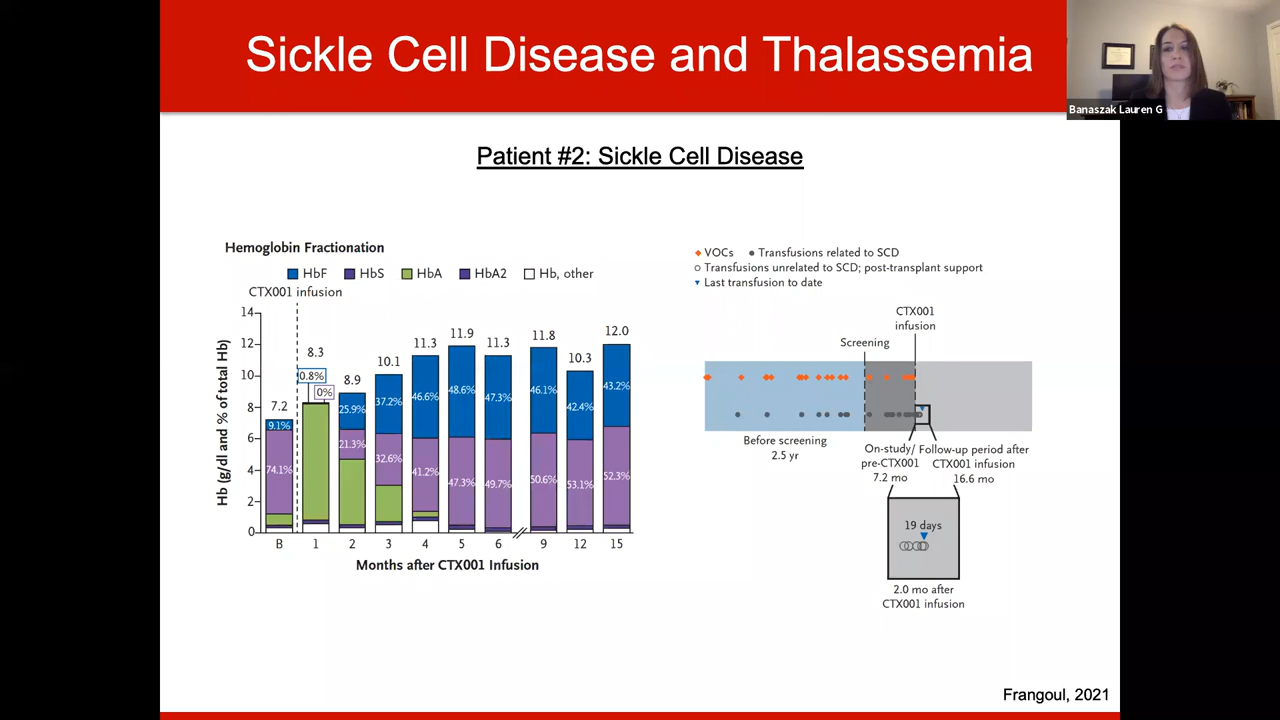 Sickle Cell Disease and Thalassemia
Banaszak Lauren G
Patient #2: Sickle Cell Disease
Hemoglobin Fractionation
HbF HbS HbA HbA2 Hb, other
CTX001 infusion
Hb (g/dl and % of total Hb)
14
12
10
8
6
4
2
0
7.2
9.1%
74.1%
8.3
0.8%
0%
8.9
25.9%
21.3%
10.1
37.2%
32.6%
11.3
46.6%
41.2%
11.9
48.6%
47.3%
11.3
47.3%
49.7%
11.8
46.1%
50.6%
10.3
42.4%
53.1%
12.0
43.2%
52.3%
B 1 2 3 4 5 6 9 12 15
Months after CTX001 Infusion
VOCs Transfusions related to SCD
Transfusions unrelated to SCD; post-transplant support
Last transfusion to date
CTX001
infusion
Screening
Before screening
2.5 yr
On-study/
pre-CTX001
7.2 mo
Follow-up period after
CTX001 infusion
16.6 mo
19 days
2.0 mo after
CTX001 infusion
Frangoul, 2021